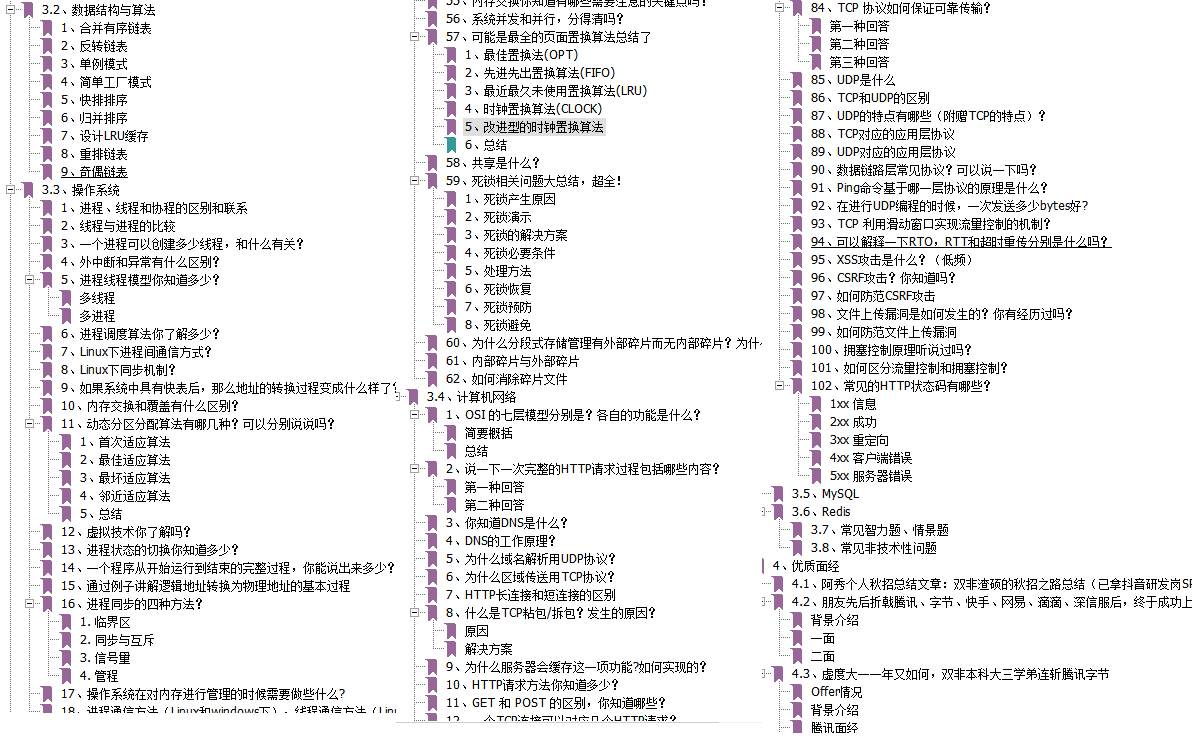 3.2、数据结构与算法
1、合并有序链表
2、反转链表
3、单例模式
4、简单工厂模式
5、快排排序
6、归并排序
7、设计LRU缓存
8、重排链表
9、奇偶链表
3.3、操作系统
1、进程、线程和协程的区别和联系
2、线程与进程的比较
3、一个进程可以创建多少线程，和什么有关？
4、外中断和异常有什么区别？
5、进程线程模型你知道多少？
多线程
多进程
6、进程调度算法你了解多少？
7、Linux下进程间通信方式？
8、Linux下同步机制？
9、如果系统中具有快表后，那么地址的转换过程变成什么样了？
10、内存交换和覆盖有什么区别？
11、动态分区分配算法有哪几种？可以分别说说吗？
1、首次适应算法
2、最佳适应算法
3、最坏适应算法
4、邻近适应算法
5、总结
12、虚拟技术你了解吗？
13、进程状态的切换你知道多少？
14、一个程序从开始运行到结束的完整过程，你能说出来多少？
15、通过例子讲解逻辑地址转换为物理地址的基本过程
16、进程同步的四种方法？
1. 临界区
2. 同步与互斥
3. 信号量
4. 管程
17、操作系统在对内存进行管理的时候需要做些什么?
18、进程通信方法（Linux和windows下），线程通信方法（Linu
55、内存交换你知道有哪些需要注意的关键点吗？
56、系统并发和并行，分得清吗？
57、可能是最全的页面置换算法总结了
1、最佳置换法(OPT)
2、先进先出置换算法(FIFO)
3、最近最久未使用置换算法(LRU)
4、时钟置换算法(CLOCK)
5、改进型的时钟置换算法
6、总结
58、共享是什么？
59、死锁相关问题大总结，超全！
1、死锁产生原因
2、死锁演示
3、死锁的解决方案
4、死锁必要条件
5、处理方法
6、死锁恢复
7、死锁预防
8、死锁避免
60、为什么分段式存储管理有外部碎片而无内部碎片？为什
61、内部碎片与外部碎片
62、如何消除碎片文件
3.4、计算机网络
1、OSI 的七层模型分别是？各自的功能是什么？
简要概括
总结
2、说一下一次完整的HTTP请求过程包括哪些内容？
第一种回答
第二种回答
3、你知道DNS是什么？
4、DNS的工作原理？
5、为什么域名解析用UDP协议？
6、为什么区域传送用TCP协议？
7、HTTP长连接和短连接的区别
8、什么是TCP粘包/拆包？发生的原因？
原因
解决方案
9、为什么服务器会缓存这一项功能?如何实现的？
10、HTTP请求方法你知道多少？
11、GET 和 POST 的区别，你知道哪些？
12、一个TCP连接可以对应几个HTTP请求？
84、TCP 协议如何保证可靠传输？
第一种回答
第二种回答
第三种回答
85、UDP是什么
86、TCP和UDP的区别
87、UDP的特点有哪些（附赠TCP的特点）？
88、TCP对应的应用层协议
89、UDP对应的应用层协议
90、数据链路层常见协议？可以说一下吗？
91、Ping命令基于哪一层协议的原理是什么？
92、在进行UDP编程的时候，一次发送多少bytes好?
93、TCP 利用滑动窗口实现流量控制的机制？
94、可以解释一下RTO，RTT和超时重传分别是什么吗？
95、XSS攻击是什么？（低频）
96、CSRF攻击？你知道吗？
97、如何防范CSRF攻击
98、文件上传漏洞是如何发生的？你有经历过吗？
99、如何防范文件上传漏洞
100、拥塞控制原理听说过吗？
101、如何区分流量控制和拥塞控制？
102、常见的HTTP状态码有哪些？
1xx 信息
2xx 成功
3xx 重定向
4xx 客户端错误
5xx 服务器错误
3.5、MySQL
3.6、Redis
3.7、常见智力题、情景题
3.8、常见非技术性问题
4、优质面经
4.1、阿秀个人秋招总结文章：双非渣硕的秋招之路总结（已拿抖音研发岗SP
4.2、朋友先后折戟腾讯、字节、快手、网易、滴滴、深信服后，终于成功上
背景介绍
一面
二面
4.3、虚度大一一年又如何，双非本科大三学弟连斩腾讯字节
Offer情况
背景介绍
腾讯面经